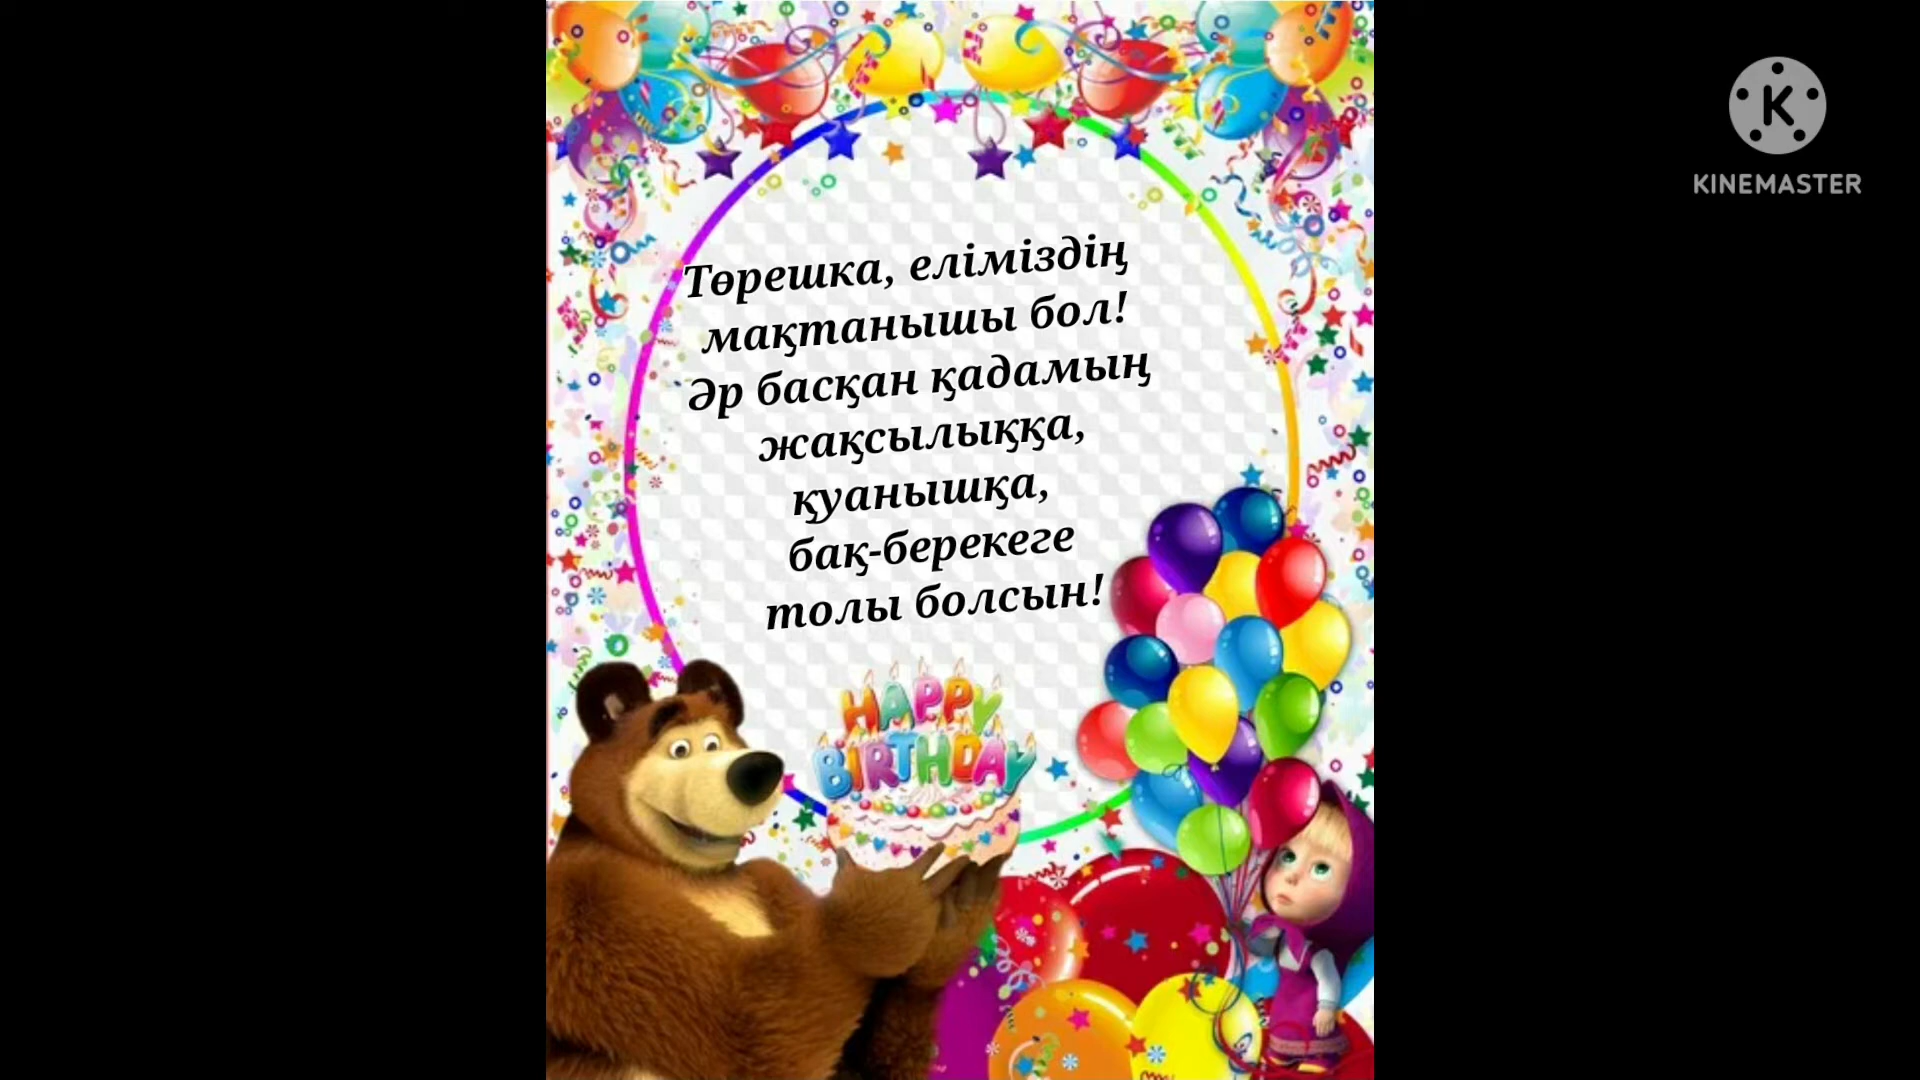 KINEMASTER
Төрешка, еліміздің
мақтанышы бол!
Әр басқан қадамың
жақсылыққа,
қуанышқа,
бақ-берекеге
толы болсын!
HAPPY
BIRTHDAY